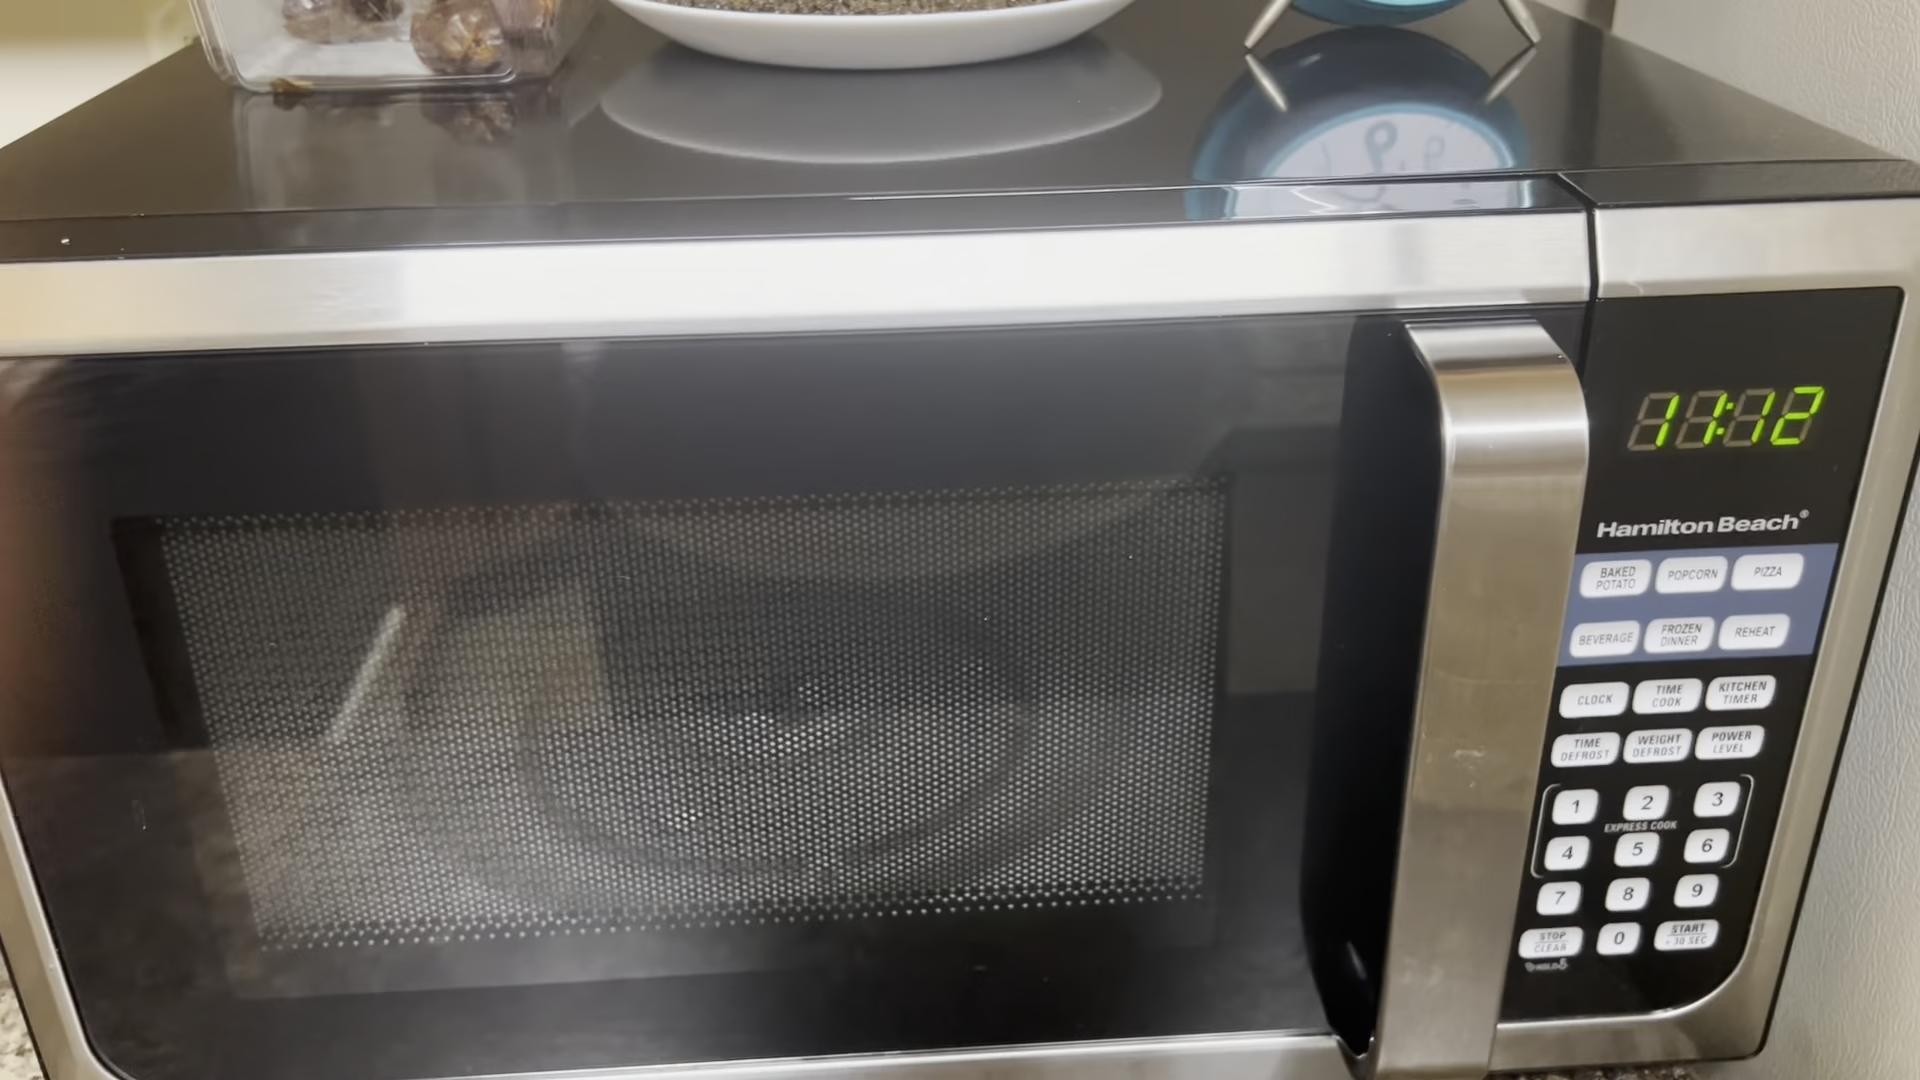 11:12
Hamilton Beach®
BAKED POTATO
POPCORN
PIZZA
BEVERAGE
FROZEN DINNER
REHEAT
CLOCK
TIME COOK
KITCHEN TIMER
TIME DEFROST
WEIGHT DEFROST
POWER LEVEL
1 2 3
EXPRESS COOK
4 5 6
7 8 9
STOP CLEAR
0
START +30 SEC
HOLD